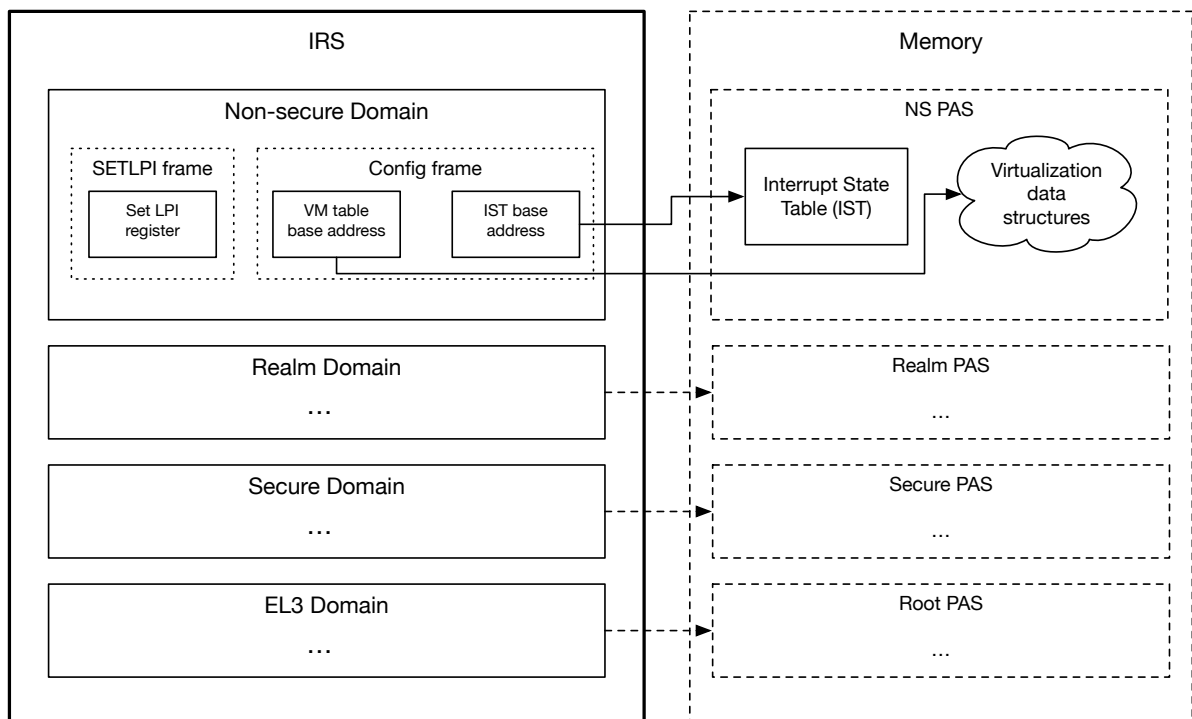 IRS
Non-secure Domain
SETLPI frame
Set LPI
register
Config frame
VM table
base address
IST base
address
Realm Domain
...
Secure Domain
...
EL3 Domain
...
Memory
NS PAS
Interrupt State
Table (IST)
Virtualization
data
structures
Realm PAS
...
Secure PAS
...
Root PAS
...